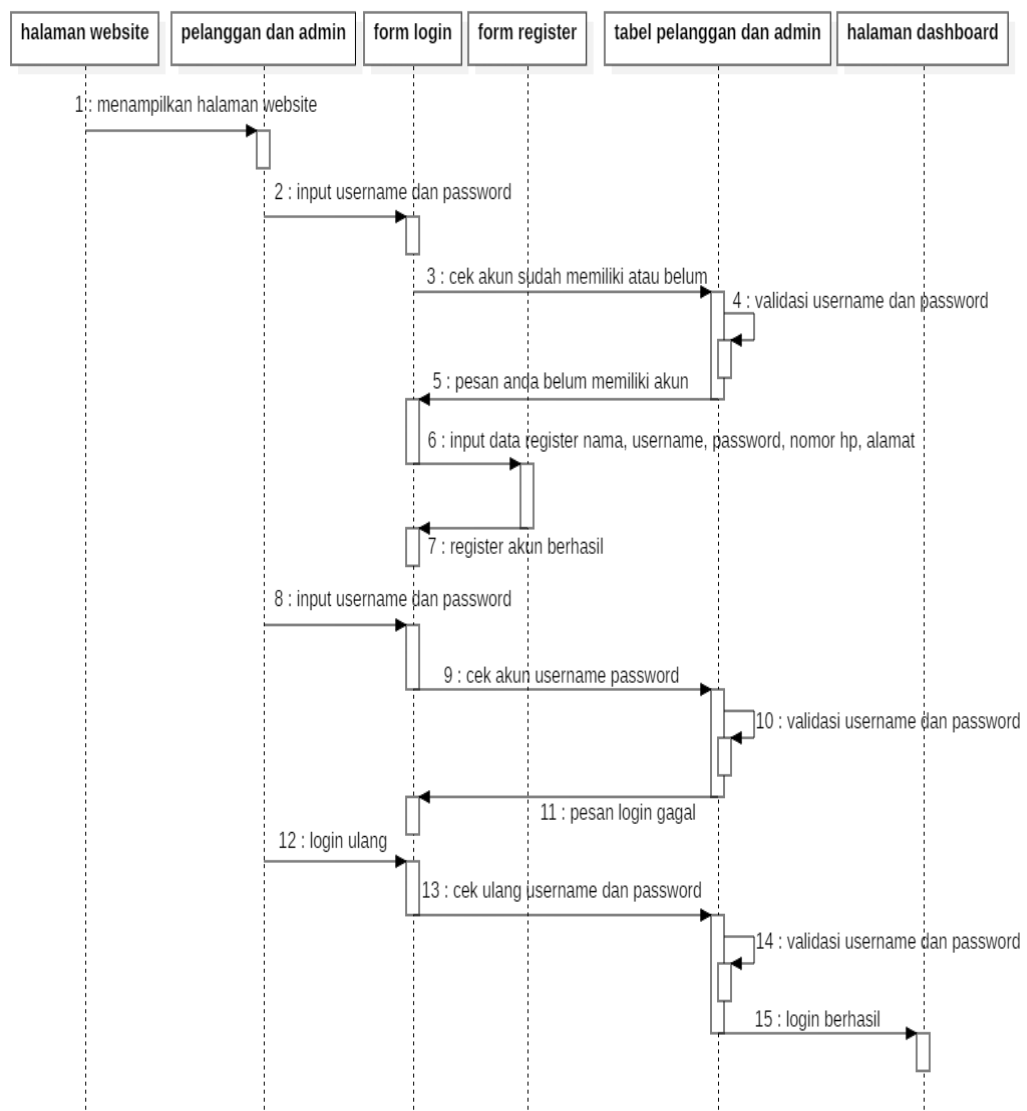 halaman website
pelanggan dan admin
form login
form register
tabel pelanggan dan admin
halaman dashboard
1 : menampilkan halaman website
2 : input username dan password
3 : cek akun sudah memiliki atau belum
4 : validasi username dan password
5 : pesan anda belum memiliki akun
6 : input data register nama, username, password, nomor hp, alamat
7 : register akun berhasil
8 : input username dan password
9 : cek akun username password
10 : validasi username dan password
11 : pesan login gagal
12 : login ulang
13 : cek ulang username dan password
14 : validasi username dan password
15 : login berhasil